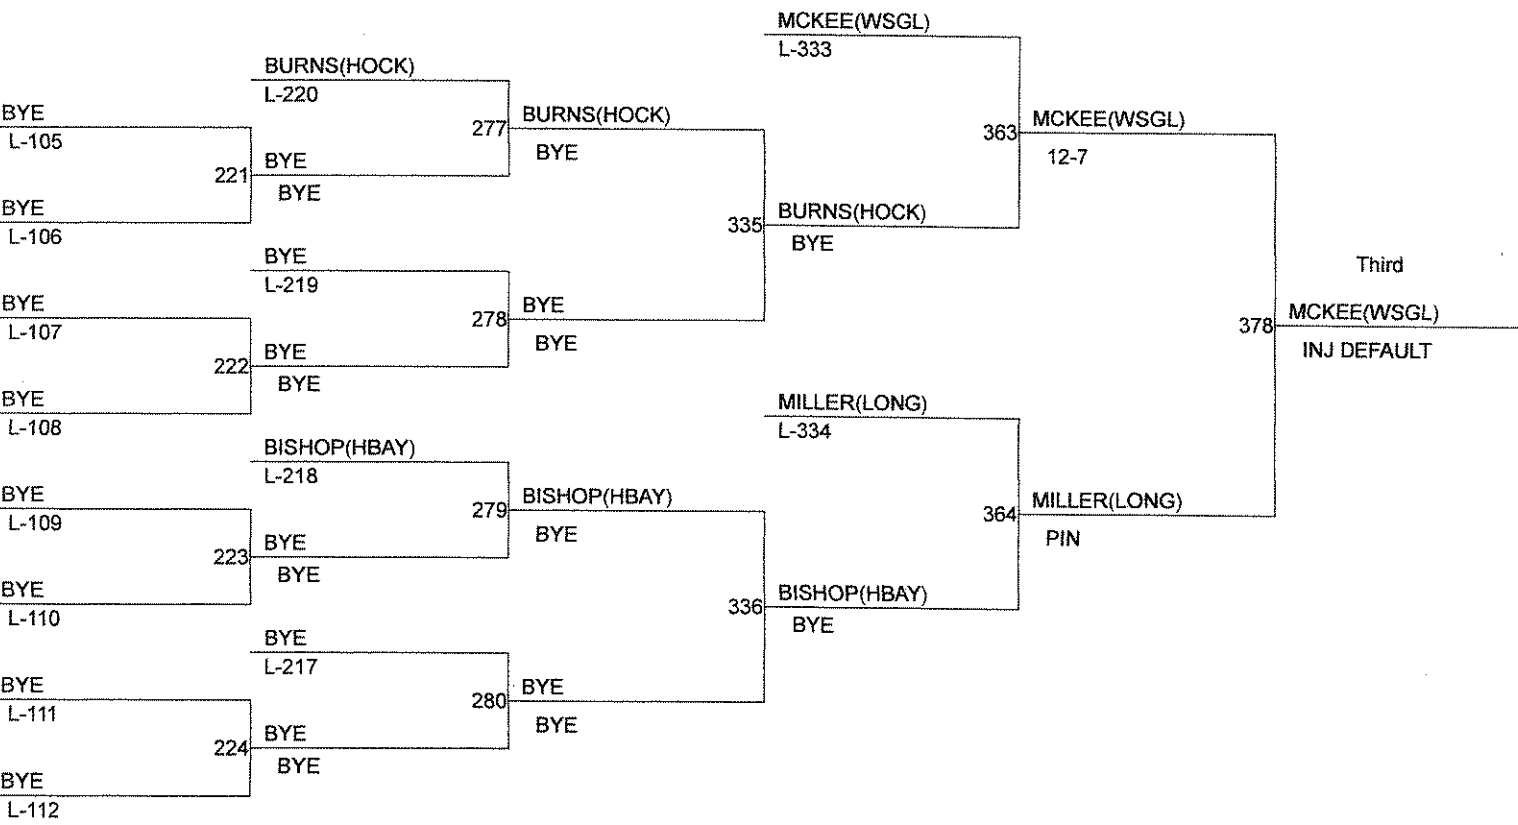 BYE
L-105
BYE
L-106
BYE
L-107
BYE
L-108
BYE
L-109
BYE
L-110
BYE
L-111
BYE
L-112
BURNS(HOCK)
L-220
221
BYE
BYE
BYE
L-219
222
BYE
BYE
BISHOP(HBAY)
L-218
223
BYE
BYE
BYE
L-217
224
BYE
BYE
277
BURNS(HOCK)
BYE
278
BYE
BYE
279
BISHOP(HBAY)
BYE
280
BYE
BYE
MCKEE(WSGL)
L-333
335
BURNS(HOCK)
BYE
MILLER(LONG)
L-334
336
BISHOP(HBAY)
BYE
363
MCKEE(WSGL)
12-7
364
MILLER(LONG)
PIN
Third
378
MCKEE(WSGL)
INJ DEFAULT